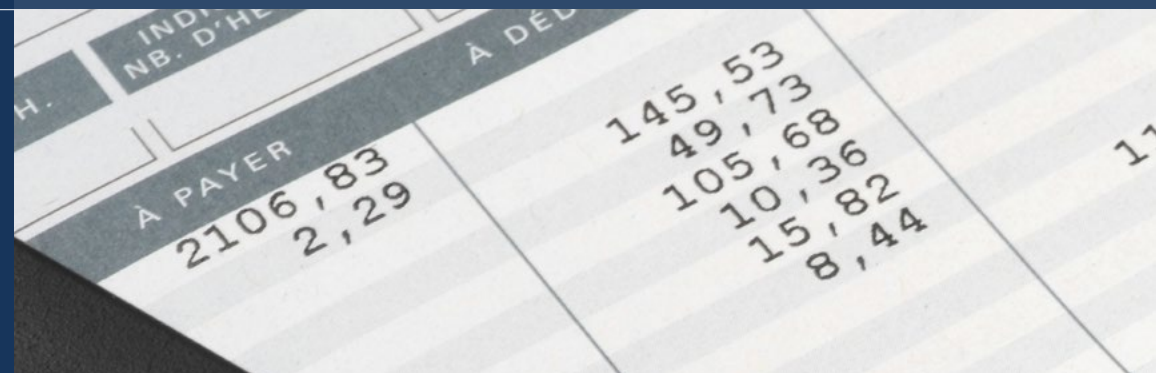 H.
NB. D'HE
À PAYER
À DÉD
2106,83
2,29
145,53
49,73
105,68
10,36
15,82
8,44
11